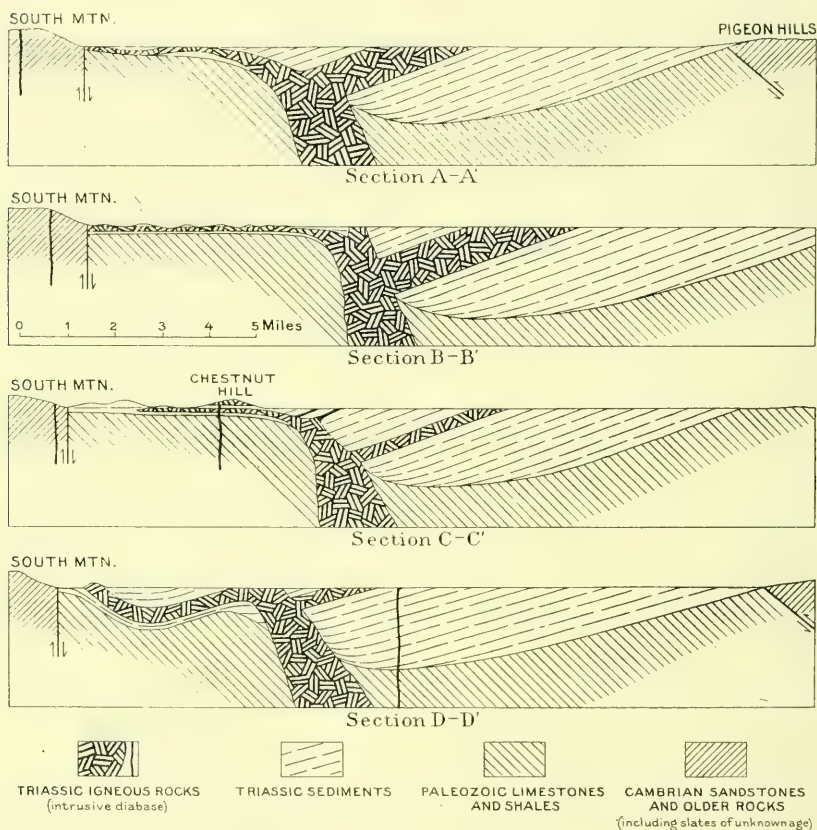 SOUTH MTN.
PIGEON HILLS
Section A-A'
SOUTH MTN.
0 1 2 3 4 5 Miles
Section B-B'
SOUTH MTN.
CHESTNUT
HILL
Section C-C'
SOUTH MTN.
Section D-D'
TRIASSIC IGNEOUS ROCKS
(intrusive diabase)
TRIASSIC SEDIMENTS
PALEOZOIC LIMESTONES
AND SHALES
CAMBRIAN SANDSTONES
AND OLDER ROCKS
(including slates of unknown age)